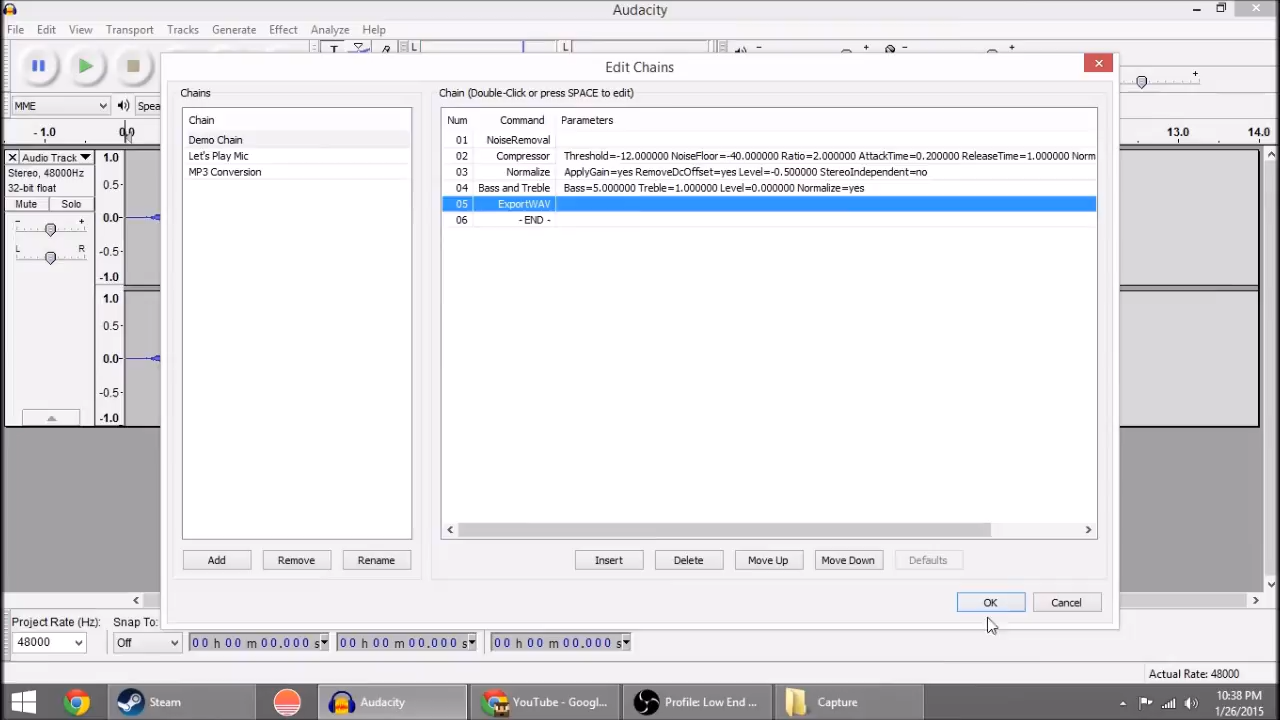 Audacity
File Edit View Transport Tracks Generate Effect Analyze Help
L L
Edit Chains
MME
Spea
Chains
Chain (Double-Click or press SPACE to edit)
Chain
Demo Chain
Let's Play Mic
MP3 Conversion
Num Command Parameters
01 NoiseRemoval
02 Compressor Threshold=-12.000000 NoiseFloor=-40.000000 Ratio=2.000000 AttackTime=0.200000 ReleaseTime=1.000000 Norm
03 Normalize ApplyGain=yes RemoveDcOffset=yes Level=-0.500000 StereoIndependent=no
04 Bass and Treble Bass=5.000000 Treble=1.000000 Level=0.000000 Normalize=yes
05 ExportWAV
06 - END -
- 1.0 0.0 13.0 14.0
Audio Track
Stereo, 48000Hz
32-bit float
Mute Solo
- +
L R
1.0
0.5
0.0
-0.5
-1.0
1.0
0.5
0.0
-0.5
-1.0
Add Remove Rename
Insert Delete Move Up Move Down Defaults
OK Cancel
Project Rate (Hz): Snap To:
48000 Off 00 h 00 m 00.000 s 00 h 00 m 00.000 s 00 h 00 m 00.000 s
Actual Rate: 48000
Steam Audacity YouTube - Googl... Profile: Low End ... Capture
10:38 PM
1/26/2015